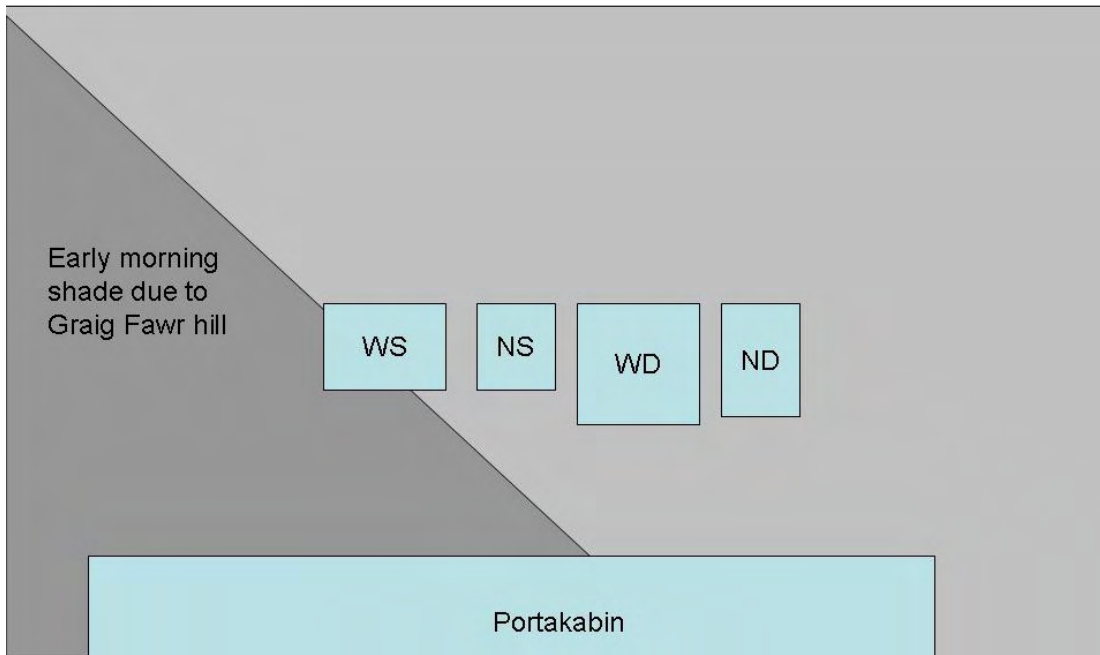 Early morning
shade due to
Graig Fawr hill
WS
NS
WD
ND
Portakabin